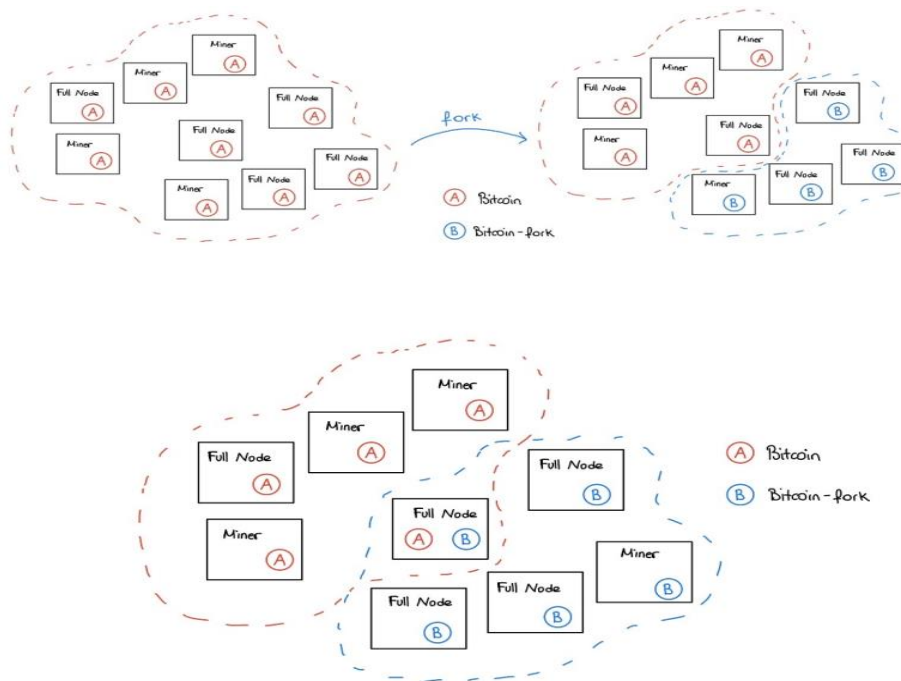 Miner
A
Miner
A
Full Node
A
Full Node
A
Full Node
A
Miner
A
Full Node
A
Full Node
A
Miner
A
fork
A Bitcoin
B Bitcoin-fork
Miner
A
Miner
A
Full Node
A
Full Node
B
Full Node
A
Miner
A
Full Node
B
Full Node
B
Miner
B
Miner
A
Miner
A
Full Node
A
Full Node
B
Full Node
A B
Miner
A
Miner
B
Full Node
B
Full Node
B
A Bitcoin
B Bitcoin-fork